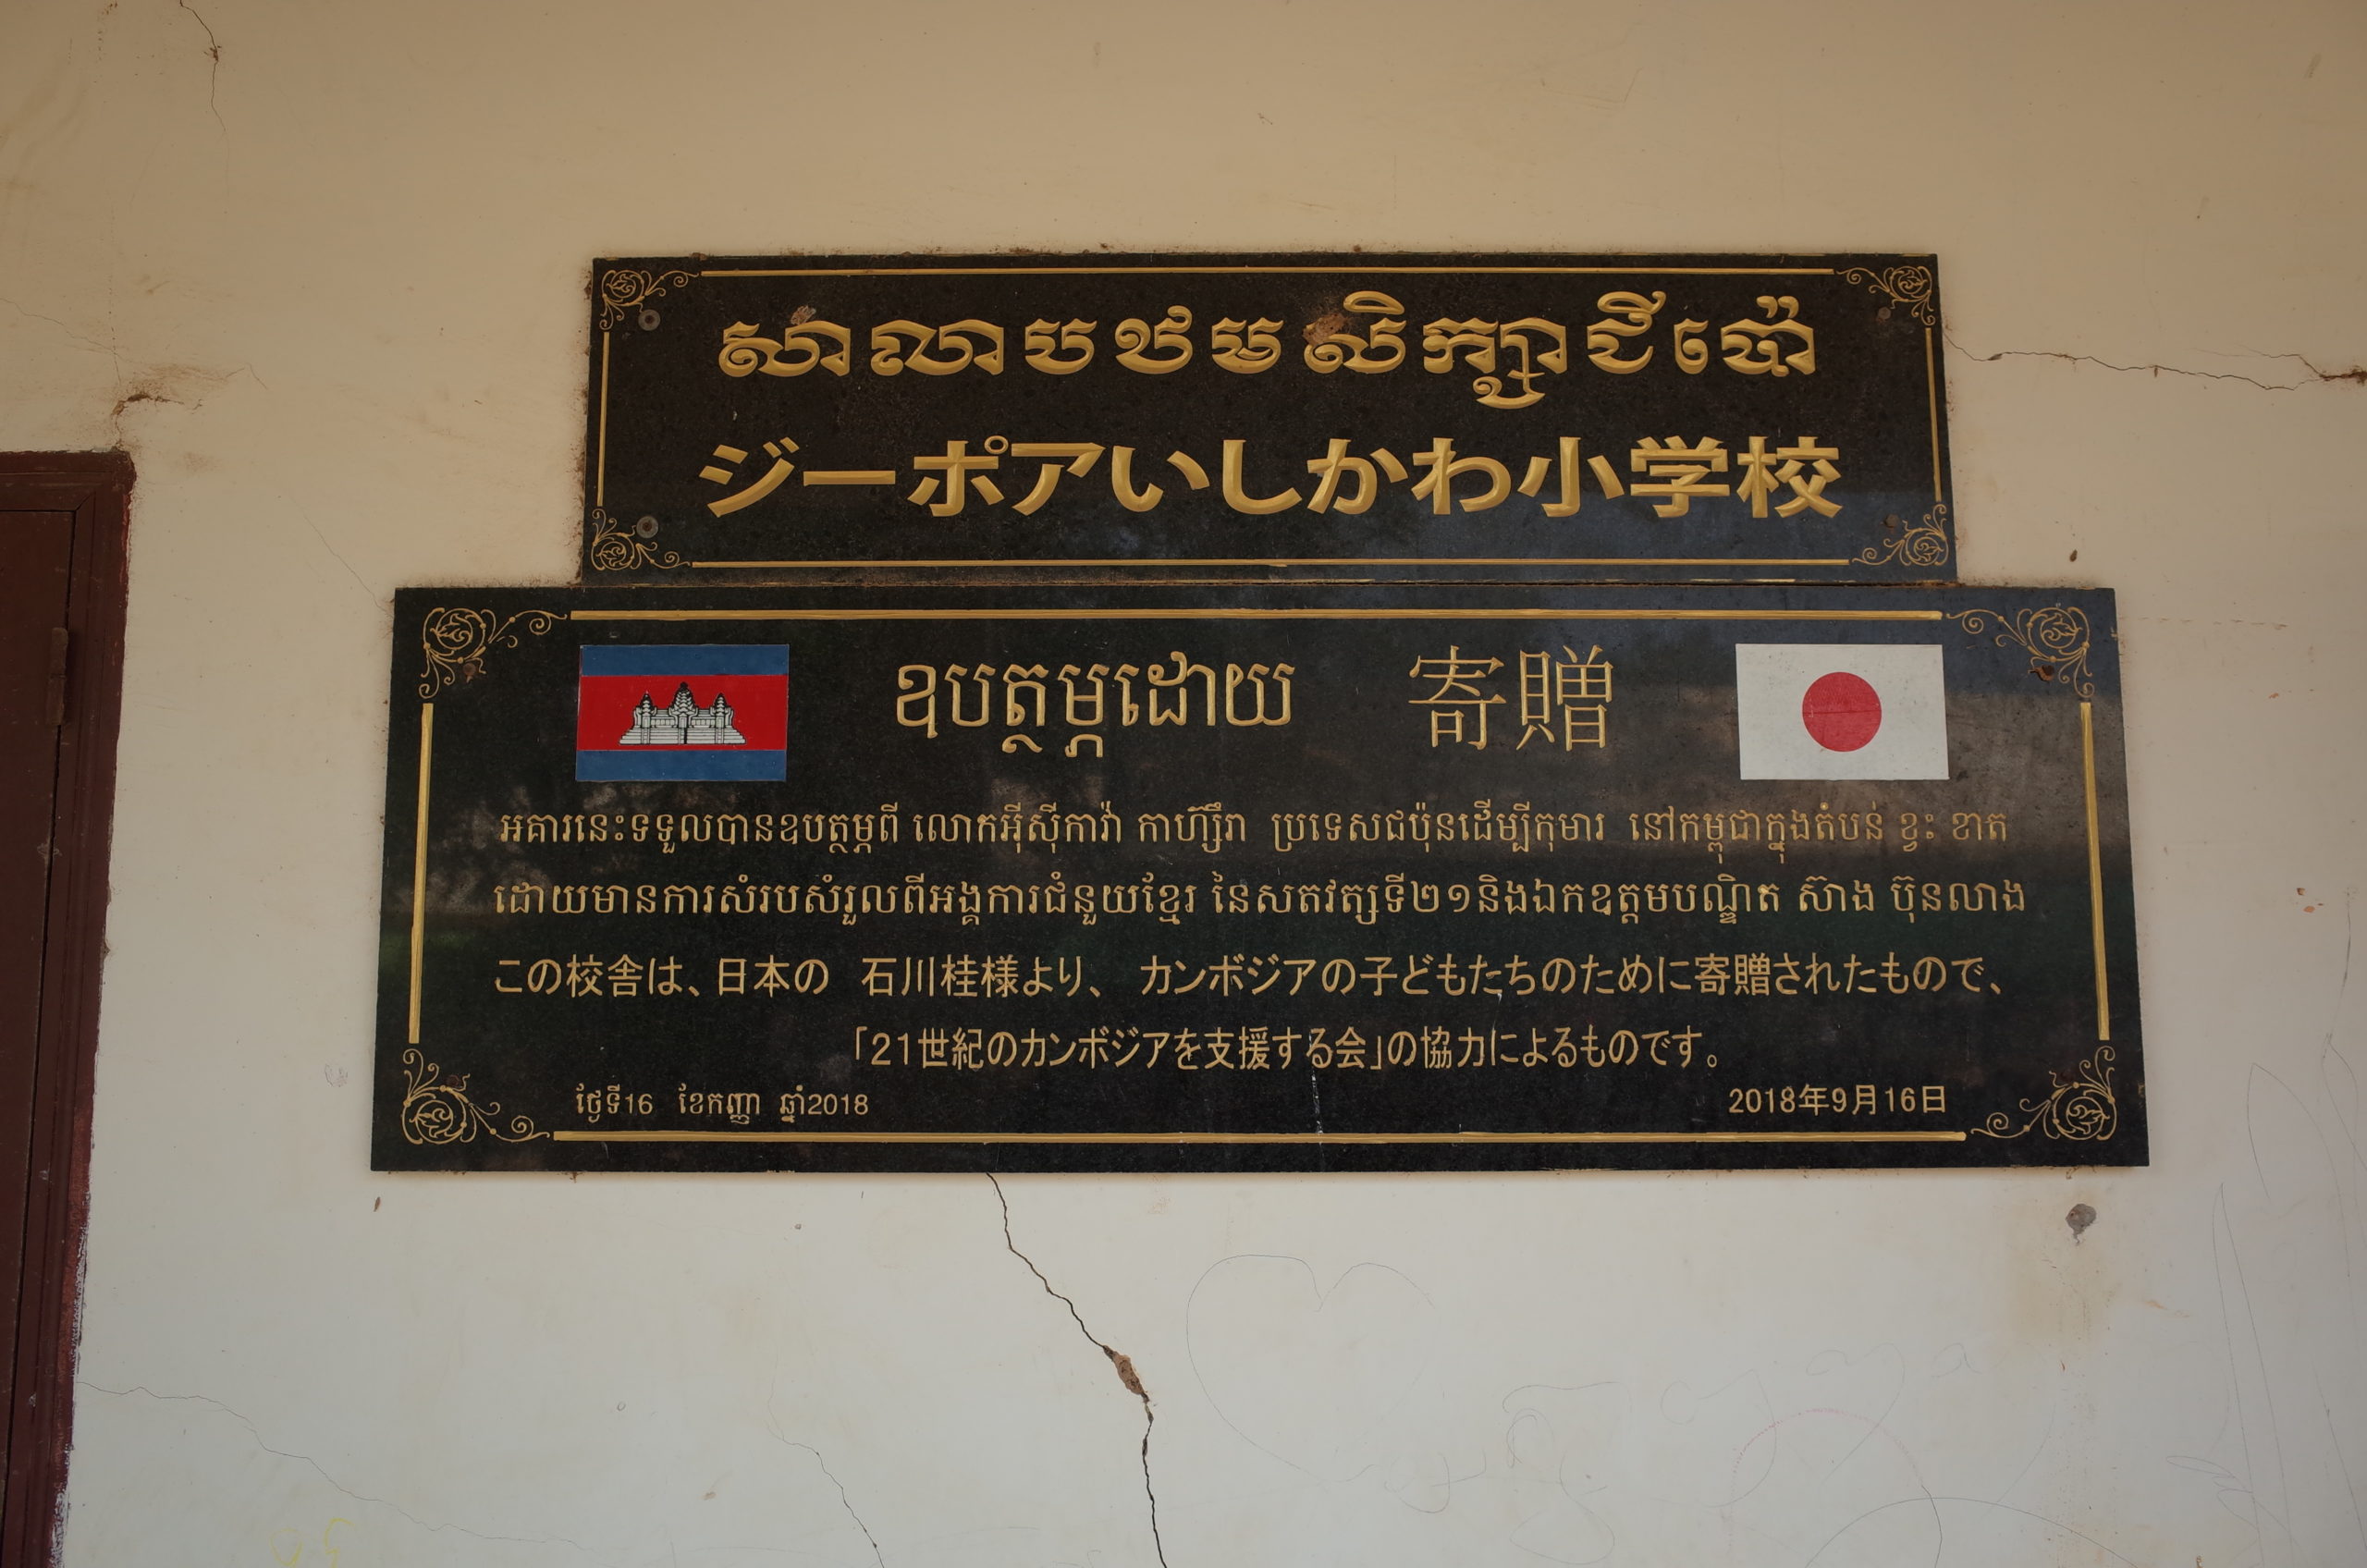 សាលាបឋមសិក្សាជីប៉ោ
ジーポアいしかわ小学校
ឧបត្ថម្ភដោយ 寄贈
អគារនេះទទួលបានឧបត្ថម្ភពី លោកអ៊ីស៊ីកាវ៉ា កាហ៊្សឹរា ប្រទេសជប៉ុនដើម្បីកុមារ នៅកម្ពុជាក្នុងតំបន់ ខ្វះ ខាត
ដោយមានការសំរបសំរួលពីអង្គការជំនួយខ្មែរ នៃសតវត្សទី២១និងឯកឧត្តមបណ្ឌិត ស៊ាង ប៊ុនលាង
この校舎は、日本の 石川桂様より、 カンボジアの子どもたちのために寄贈されたもので、
「21世紀のカンボジアを支援する会」の協力によるものです。
ថ្ងៃទី16 ខែកញ្ញា ឆ្នាំ2018 2018年9月16日